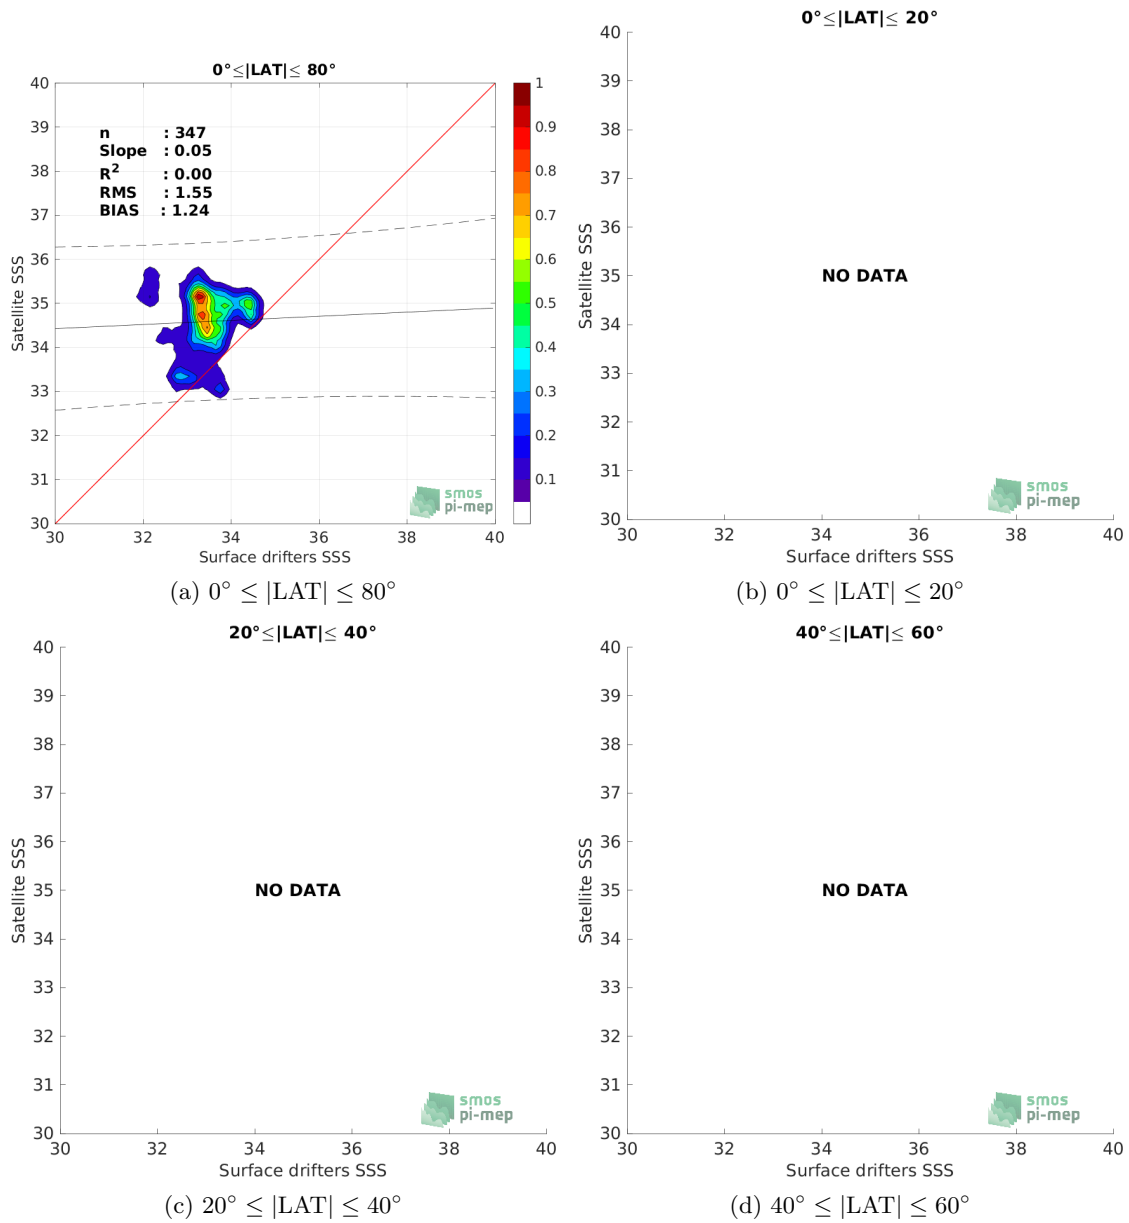 0°≤|LAT|≤ 80°
40
39
38
37
36
35
34
33
32
31
30
Satellite SSS
n : 347
Slope : 0.05
R² : 0.00
RMS : 1.55
BIAS : 1.24
1
0.9
0.8
0.7
0.6
0.5
0.4
0.3
0.2
0.1
smos
pi-mep
30 32 34 36 38 40
Surface drifters SSS
(a) 0° ≤ |LAT| ≤ 80°
0°≤|LAT|≤ 20°
40
39
38
37
36
35
34
33
32
31
30
Satellite SSS
NO DATA
smos
pi-mep
30 32 34 36 38 40
Surface drifters SSS
(b) 0° ≤ |LAT| ≤ 20°
20°≤|LAT|≤ 40°
40
39
38
37
36
35
34
33
32
31
30
Satellite SSS
NO DATA
smos
pi-mep
30 32 34 36 38 40
Surface drifters SSS
(c) 20° ≤ |LAT| ≤ 40°
40°≤|LAT|≤ 60°
40
39
38
37
36
35
34
33
32
31
30
Satellite SSS
NO DATA
smos
pi-mep
30 32 34 36 38 40
Surface drifters SSS
(d) 40° ≤ |LAT| ≤ 60°